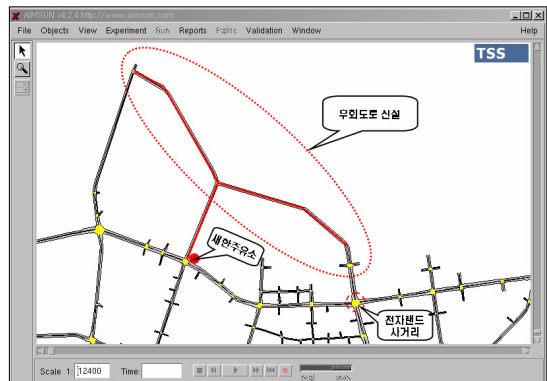 AIMSUN v4.2.4 http://www.aimsun.com
File Objects View Experiment Run Reports Paths Validation Window Help
TSS
우회도로 신설
새한주유소
전자랜드
사거리
Scale 1: 12400 Time: